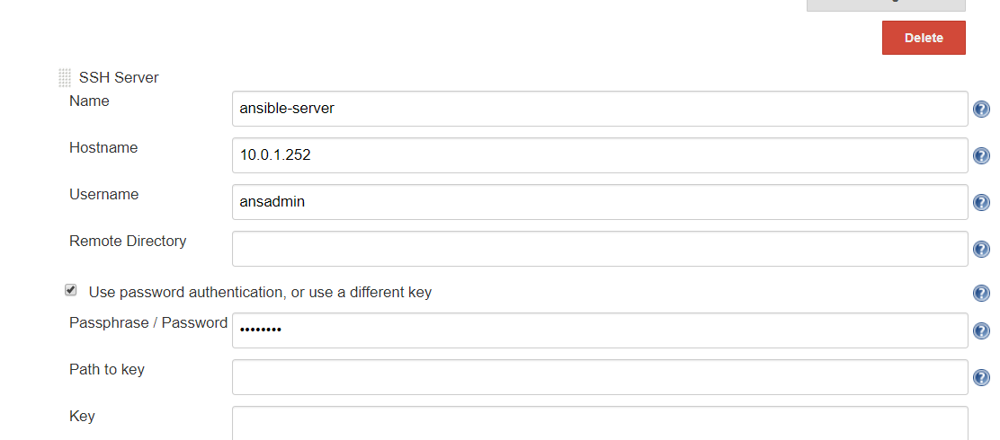 Delete
SSH Server
Name
ansible-server
Hostname
10.0.1.252
Username
ansadmin
Remote Directory
Use password authentication, or use a different key
Passphrase / Password
••••••••
Path to key
Key